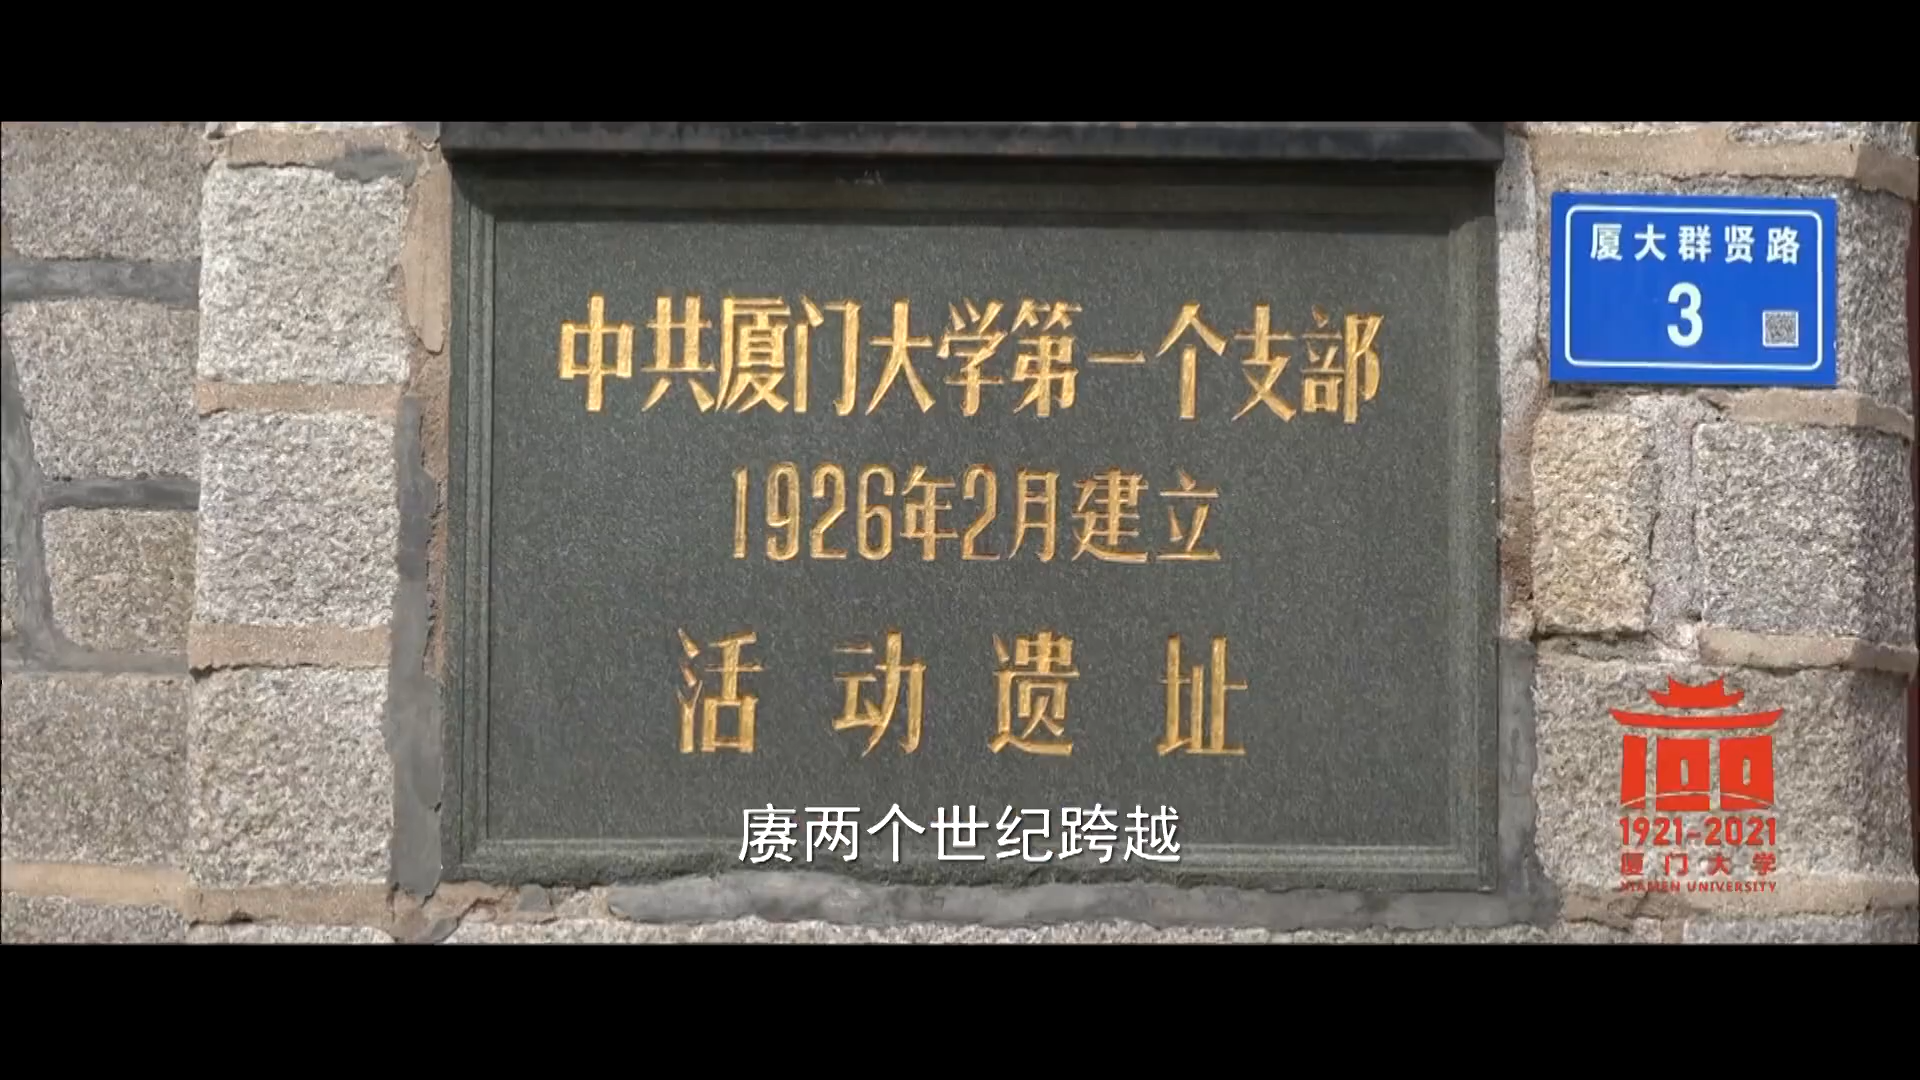 中共厦门大学第一个支部
1926年2月建立
活动遗址
厦大群贤路
3
赓两个世纪跨越
100
1921-2021
厦门大学
XIAMEN UNIVERSITY